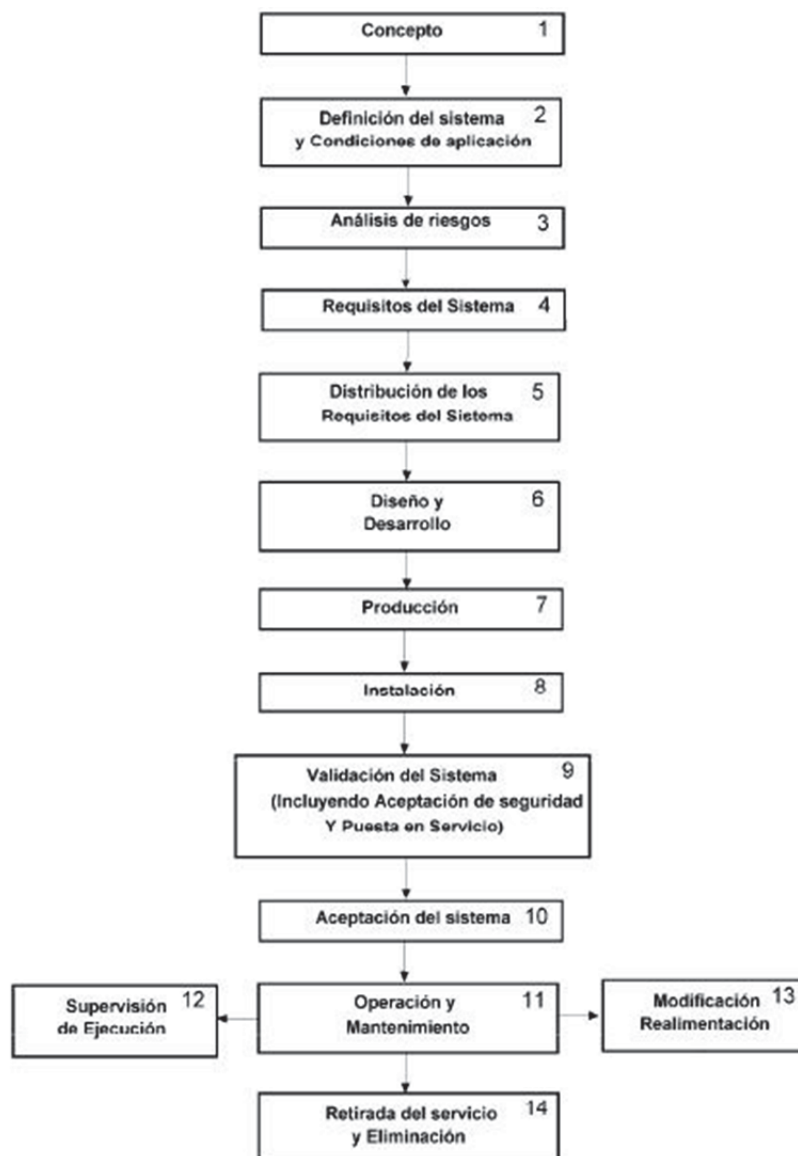 Concepto 1
Definición del sistema 2
y Condiciones de aplicación
Análisis de riesgos 3
Requisitos del Sistema 4
Distribución de los 5
Requisitos del Sistema
Diseño y 6
Desarrollo
Producción 7
Instalación 8
Validación del Sistema 9
(Incluyendo Aceptación de seguridad
Y Puesta en Servicio)
Aceptación del sistema 10
Supervisión 12
de Ejecución
Operación y 11
Mantenimiento
Modificación 13
Realimentación
Retirada del servicio 14
y Eliminación